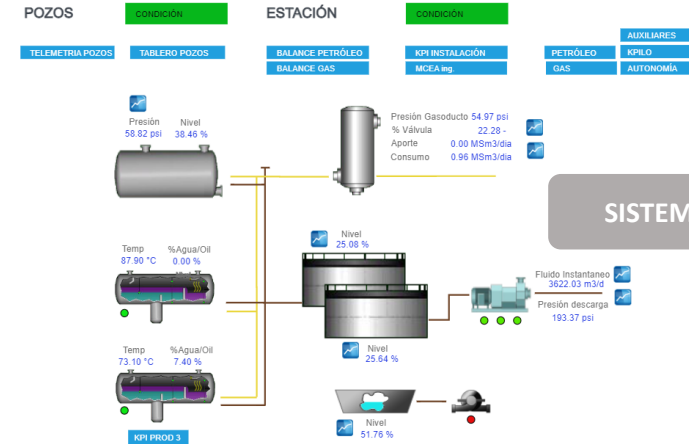 POZOS
CONDICIÓN
ESTACIÓN
CONDICIÓN
TELEMETRIA POZOS
TABLERO POZOS
BALANCE PETRÓLEO
KPI INSTALACIÓN
PETRÓLEO
AUXILIARES
KPILO
BALANCE GAS
MCEA ing.
GAS
AUTONOMÍA
Presión
Nivel
58.82 psi
38.46 %
Presión Gasoducto 54.97 psi
% Válvula 22.28 -
Aporte 0.00 MSm3/dia
Consumo 0.96 MSm3/dia
SISTEM
Nivel
25.08 %
Temp
%Agua/Oil
87.90 °C
0.00 %
Fluido Instantaneo
3622.03 m3/d
Presión descarga
193.37 psi
Temp
%Agua/Oil
73.10 °C
7.40 %
Nivel
25.64 %
Nivel
51.76 %
KPI PROD 3